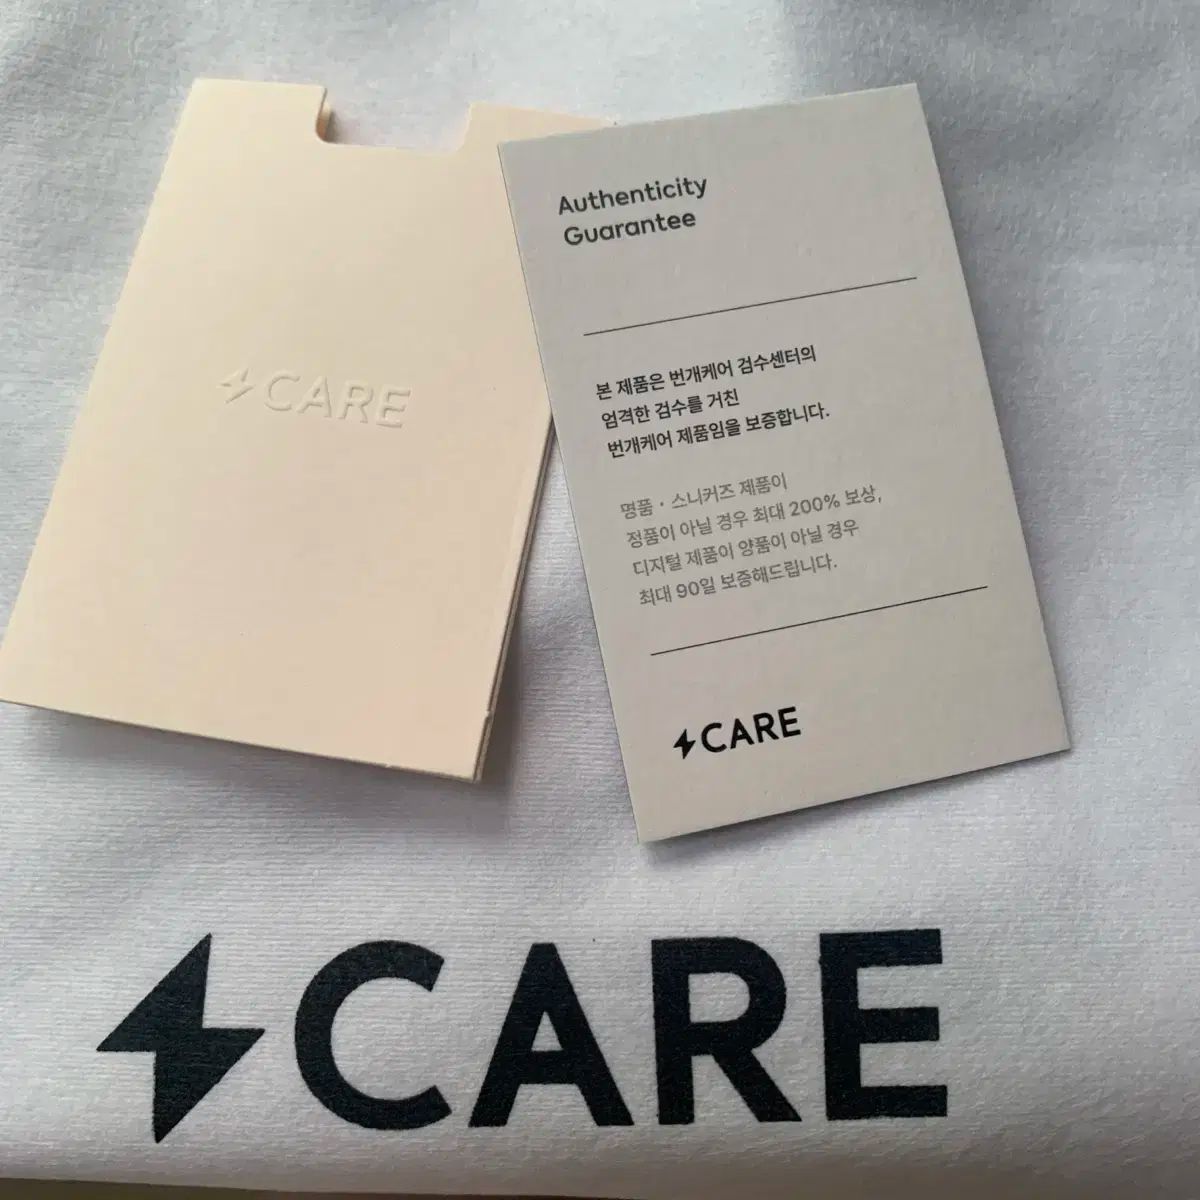 CARE
Authenticity
Guarantee
본 제품은 번개케어 검수센터의
엄격한 검수를 거친
번개케어 제품임을 보증합니다.
명품 · 스니커즈 제품이
정품이 아닐 경우 최대 200% 보상,
디지털 제품이 양품이 아닐 경우
최대 90일 보증해드립니다.
CARE
CARE